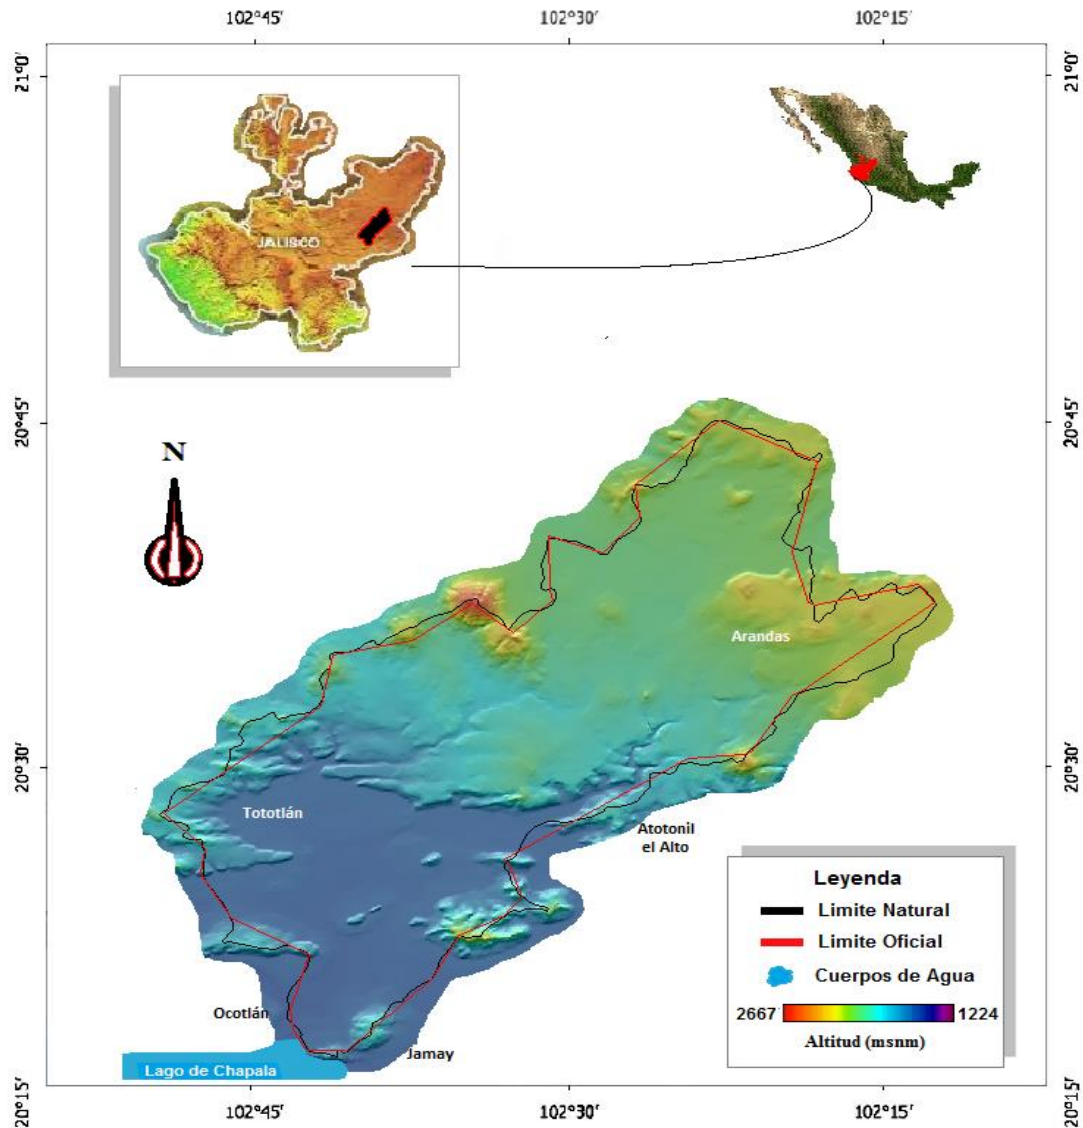 102°45' 102°30' 102°15'
21°0' 21°0'
JALISCO
20°45' 20°45'
N
Arandas
20°30' 20°30'
Tototlán
Atotonil
el Alto
Leyenda
Limite Natural
Limite Oficial
Cuerpos de Agua
2667 1224
Altitud (msnm)
Ocotlán
Jamay
Lago de Chapala
20°15' 20°15'
102°45' 102°30' 102°15'